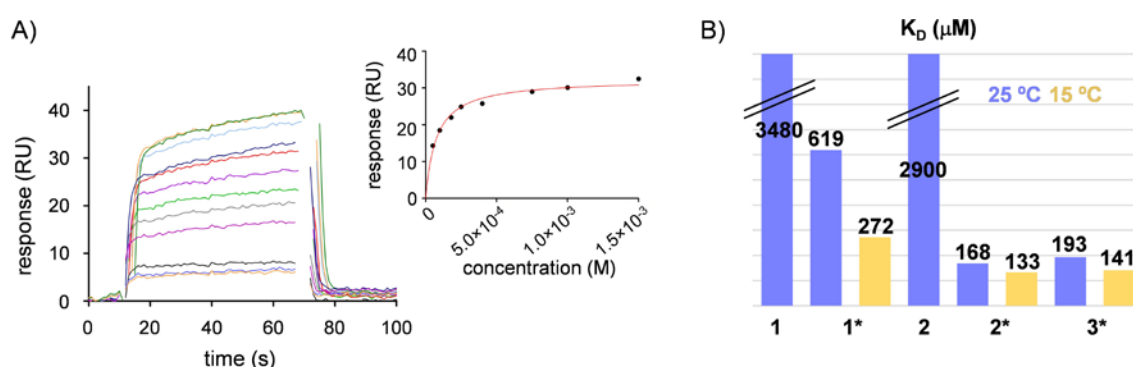 A)
response (RU)
40
30
20
10
0
0 20 40 60 80 100
time (s)
response (RU)
40
30
20
10
0
0 5.0×10⁻⁴ 1.0×10⁻³ 1.5×10⁻³
concentration (M)
B)
K_D (μM)
25 ºC 15 ºC
3480 619 272 2900 168 133 193 141
1 1* 2 2* 3*